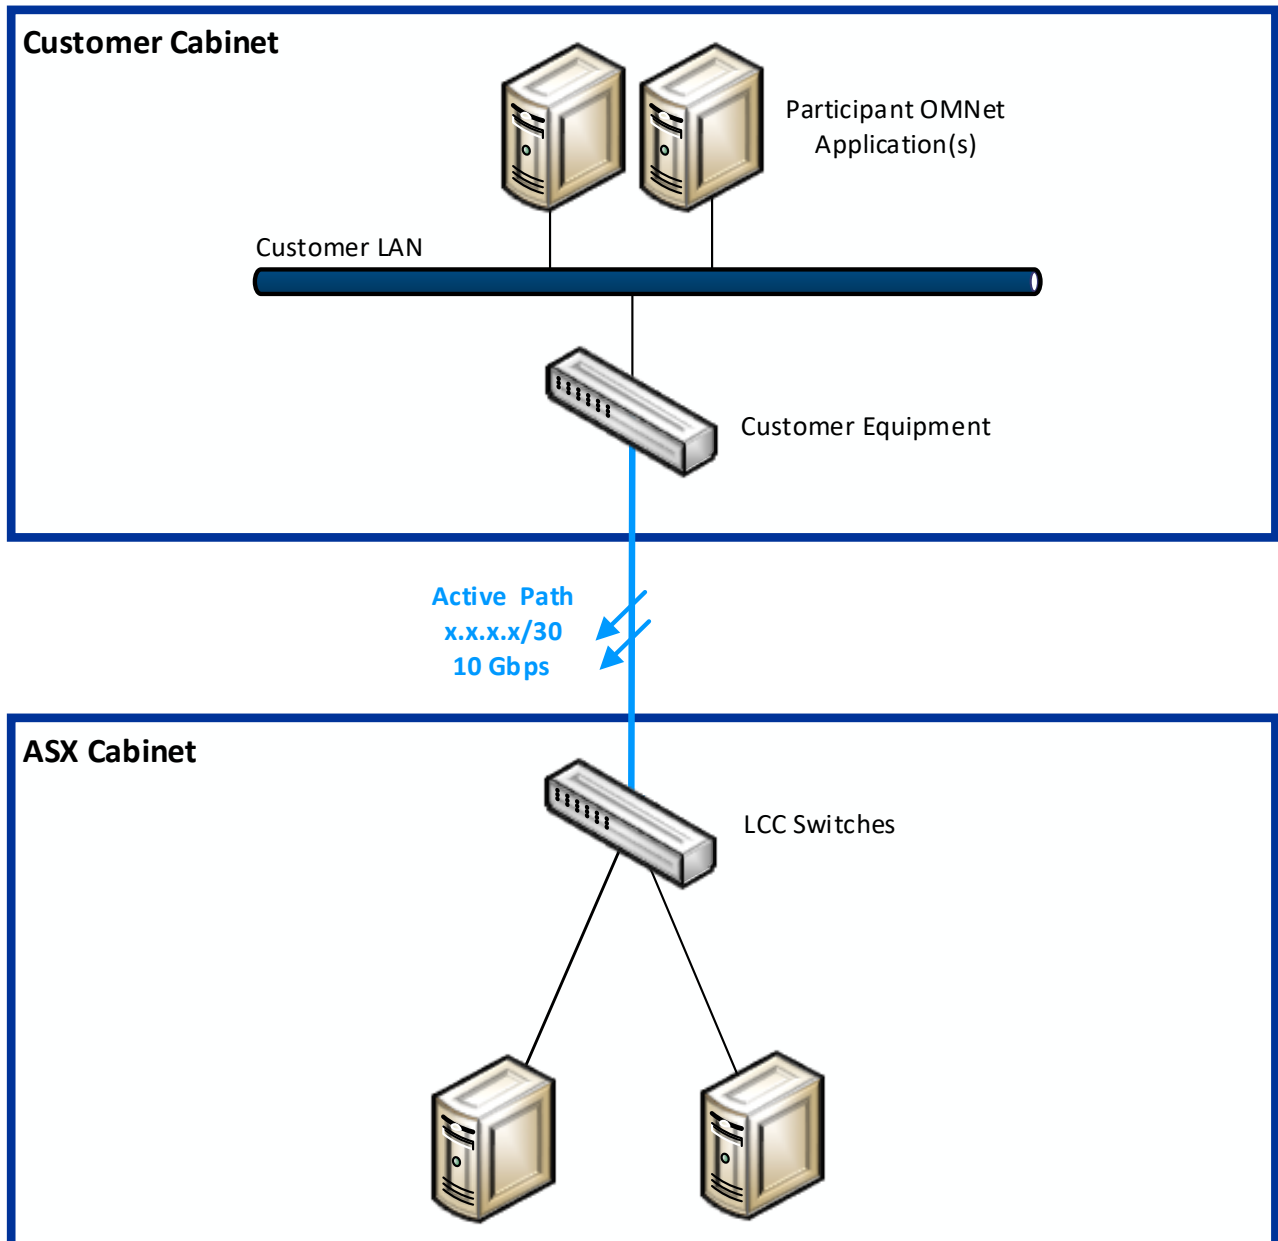 Customer Cabinet
Participant OMNet
Application(s)
Customer LAN
Customer Equipment
Active Path
x.x.x.x/30
10 Gbps
ASX Cabinet
LCC Switches